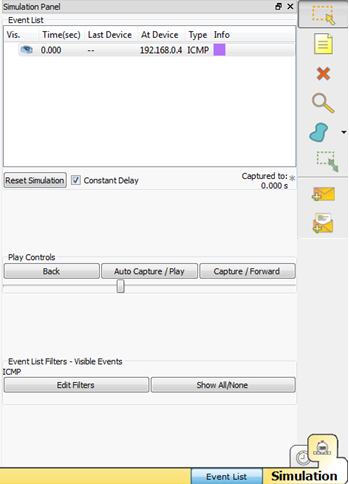 Simulation Panel
Event List
Vis. Time(sec) Last Device At Device Type Info
0.000 -- 192.168.0.4 ICMP
Reset Simulation Constant Delay Captured to: *
0.000 s
Play Controls
Back Auto Capture / Play Capture / Forward
Event List Filters - Visible Events
ICMP
Edit Filters Show All/None
Event List Simulation